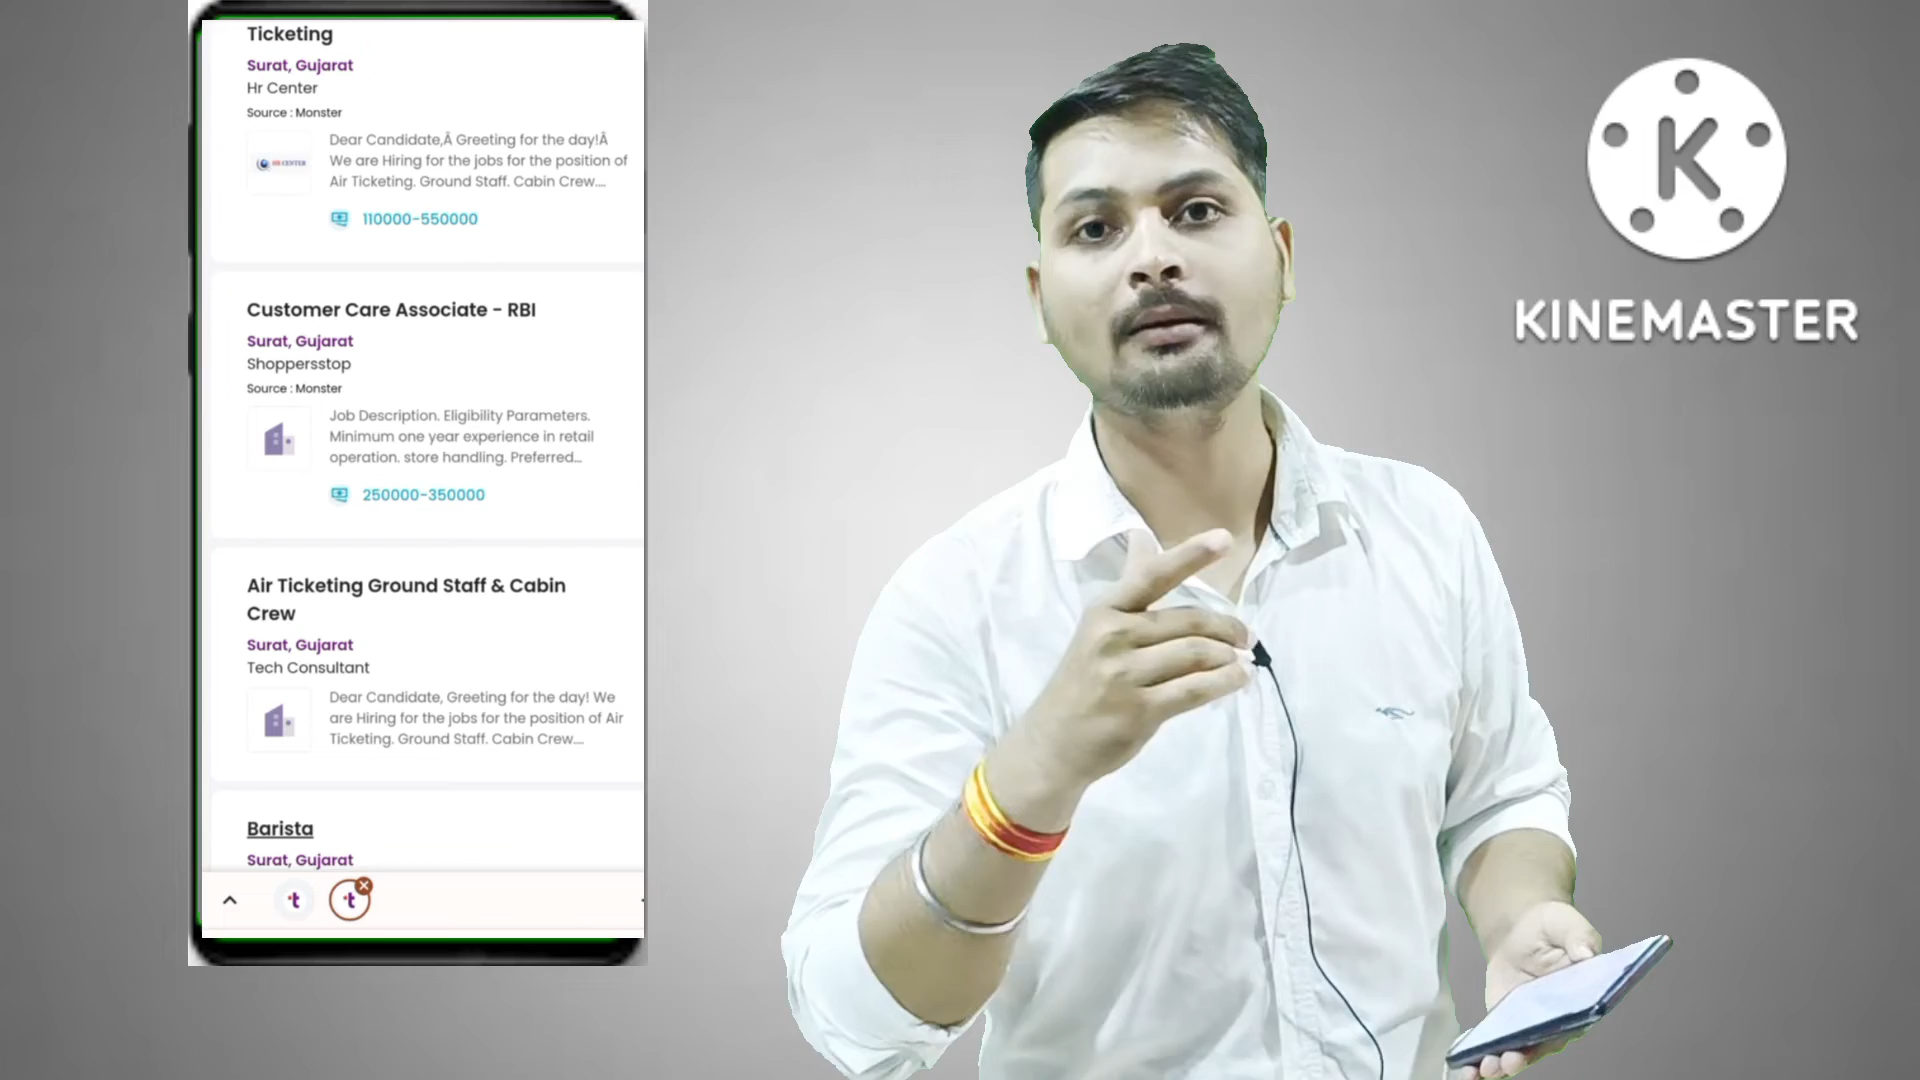 Ticketing
Surat, Gujarat
Hr Center
Source : Monster
HR CENTER
Dear Candidate,Â Greeting for the day!Â
We are Hiring for the jobs for the position of
Air Ticketing. Ground Staff. Cabin Crew....
110000-550000
Customer Care Associate - RBI
Surat, Gujarat
Shoppersstop
Source : Monster
Job Description. Eligibility Parameters.
Minimum one year experience in retail
operation. store handling. Preferred...
250000-350000
Air Ticketing Ground Staff & Cabin
Crew
Surat, Gujarat
Tech Consultant
Dear Candidate, Greeting for the day! We
are Hiring for the jobs for the position of Air
Ticketing. Ground Staff. Cabin Crew....
Barista
Surat, Gujarat
t
t
K
KINEMASTER